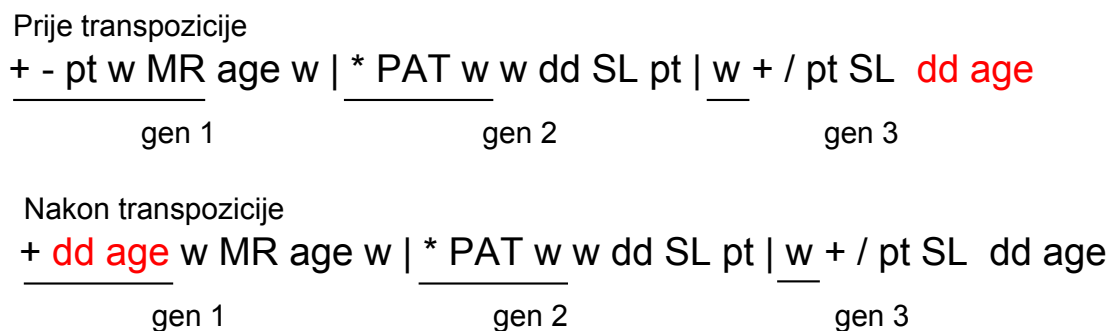 Prije transpozicije
+ - pt w MR age w | * PAT w w dd SL pt | w + / pt SL dd age
gen 1 gen 2 gen 3
Nakon transpozicije
+ dd age w MR age w | * PAT w w dd SL pt | w + / pt SL dd age
gen 1 gen 2 gen 3